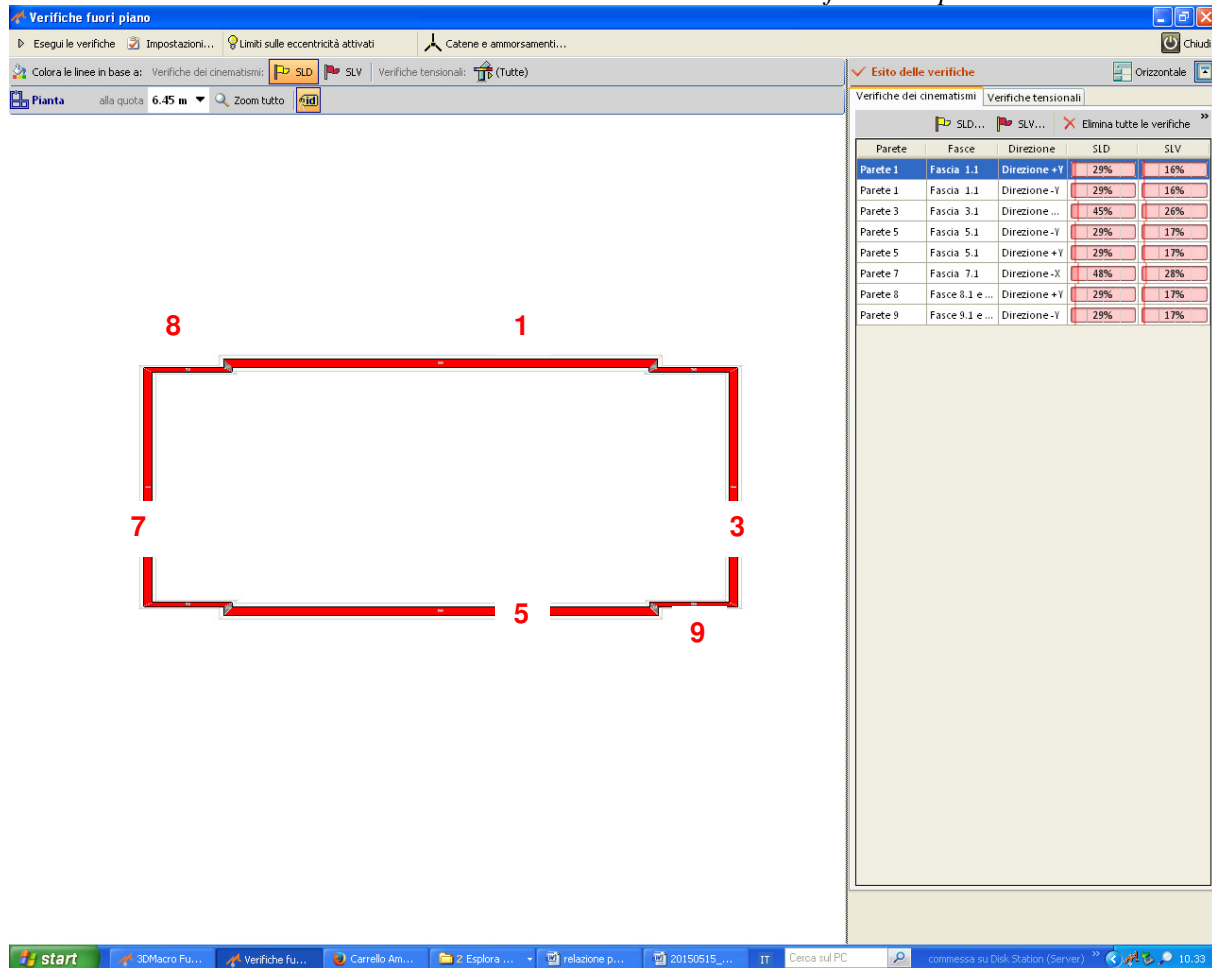 Verifiche fuori piano
Esegui le verifiche Impostazioni... Limiti sulle eccentricità attivati Catene e ammorsamenti... Chiudi
Colora le linee in base a: Verifiche dei cinematismi: SLD SLV Verifiche tensionali: (Tutte)
Pianta alla quota 6.45 m Zoom tutto id
Esito delle verifiche Orizzontale
Verifiche dei cinematismi Verifiche tensionali
SLD... SLV... Elimina tutte le verifiche »
Parete Fasce Direzione SLD SLV
Parete 1 Fascia 1.1 Direzione +Y 29% 16%
Parete 1 Fascia 1.1 Direzione -Y 29% 16%
Parete 3 Fascia 3.1 Direzione ... 45% 26%
Parete 5 Fascia 5.1 Direzione -Y 29% 17%
Parete 5 Fascia 5.1 Direzione +Y 29% 17%
Parete 7 Fascia 7.1 Direzione -X 48% 28%
Parete 8 Fasce 8.1 e ... Direzione +Y 29% 17%
Parete 9 Fasce 9.1 e ... Direzione -Y 29% 17%
8 1
7 3
5 9
start 3DMacro Fu... Verifiche fu... Carrello Am... 2 Esplora ... relazione p... 20150515_... IT Cerca sul PC commessa su Disk Station (Server) » 10.33